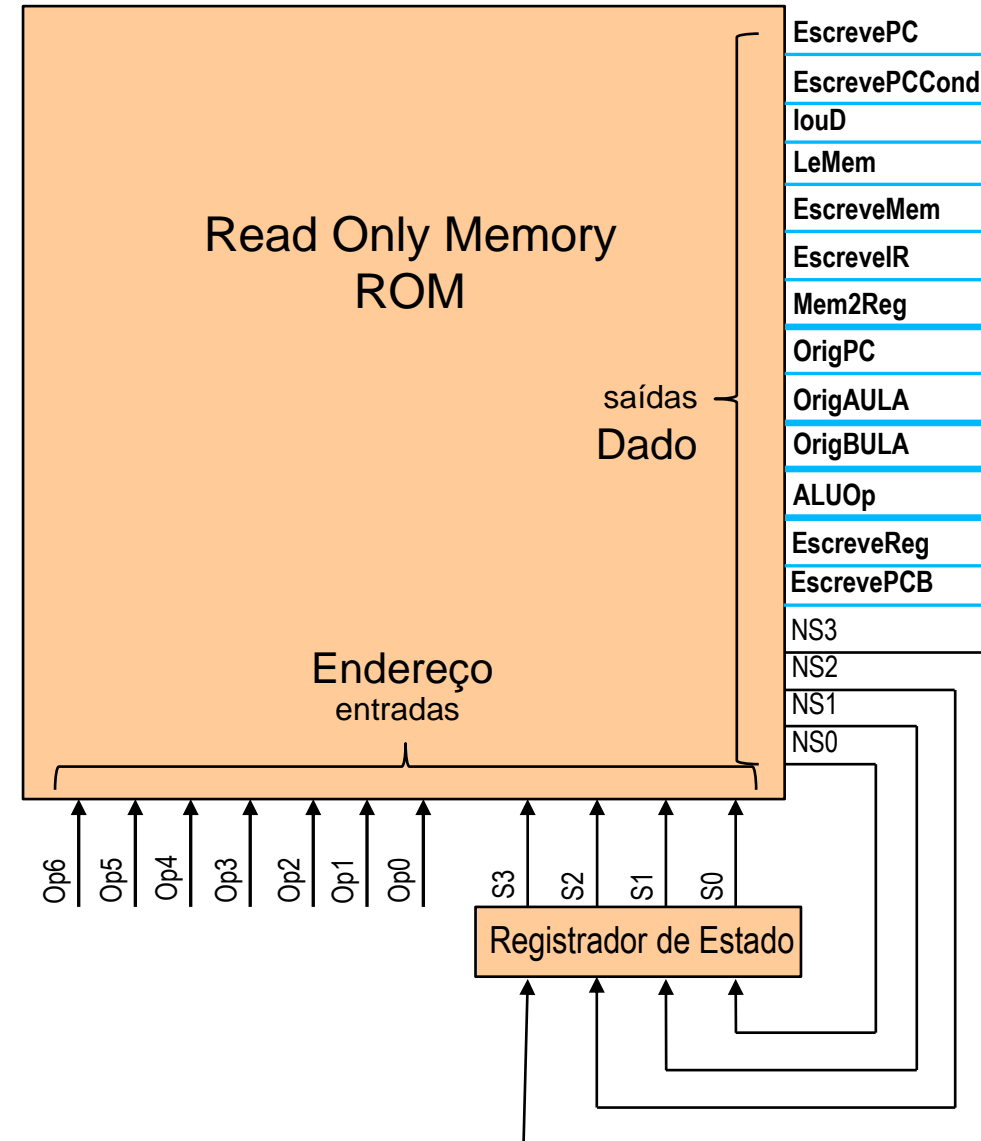 EscrevePC
EscrevePCCond
IouD
LeMem
EscreveMem
EscreveIR
Mem2Reg
OrigPC
OrigAULA
OrigBULA
ALUOp
EscreveReg
EscrevePCB
NS3
NS2
NS1
NS0
Read Only Memory
ROM
saídas
Dado
Endereço
entradas
Op6
Op5
Op4
Op3
Op2
Op1
Op0
S3
S2
S1
S0
Registrador de Estado